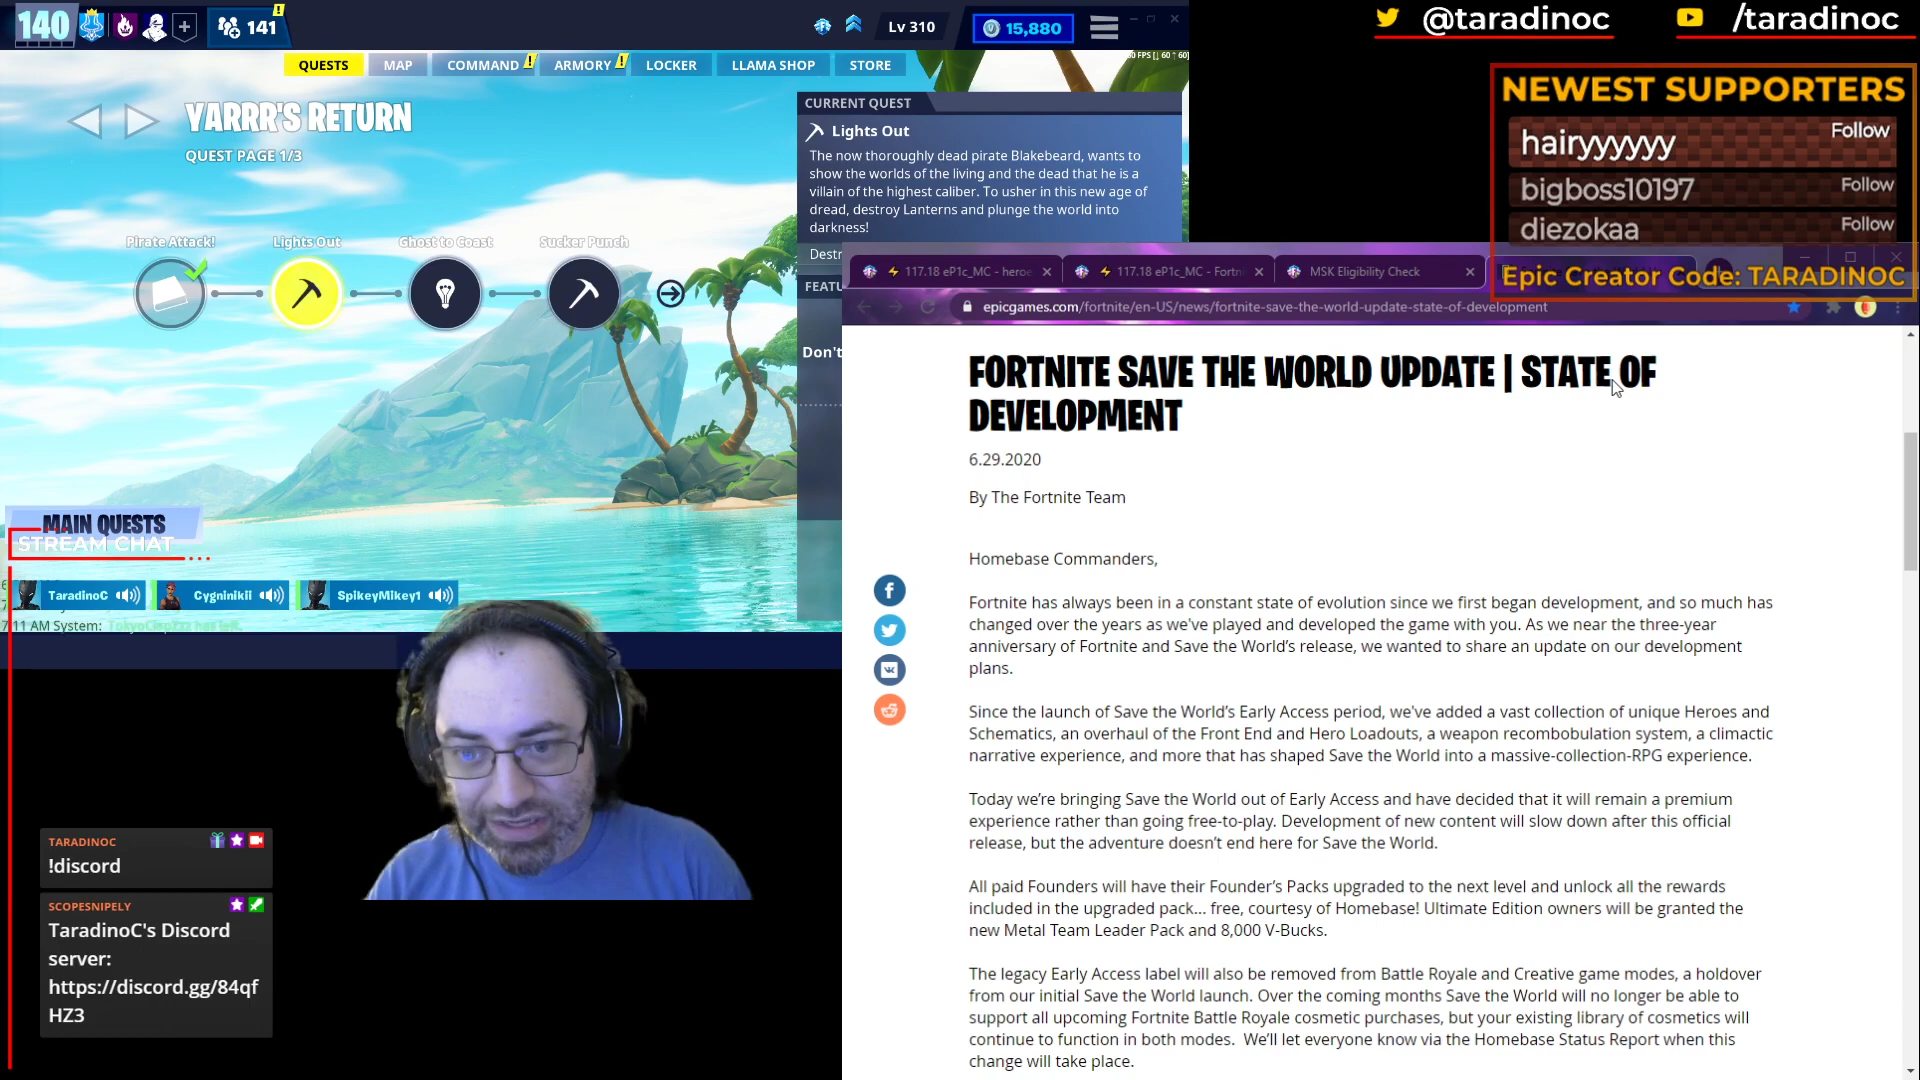 140
141
Lv 310
15,880
@taradinoc
/taradinoc
QUESTS
MAP
COMMAND
ARMORY
LOCKER
LLAMA SHOP
STORE
YARRR'S RETURN
QUEST PAGE 1/3
Pirate Attack!
Lights Out
Ghost to Coast
Sucker Punch
CURRENT QUEST
Lights Out
The now thoroughly dead pirate Blakebeard, wants to
show the worlds of the living and the dead that he is a
villain of the highest caliber. To usher in this new age of
dread, destroy Lanterns and plunge the world into
darkness!
Destr
FEATU
Don't
NEWEST SUPPORTERS
hairyyyyyy
Follow
bigboss10197
Follow
diezokaa
Follow
Epic Creator Code: TARADINOC
117.18 eP1c_MC - heroe
117.18 eP1c_MC - Fortn
MSK Eligibility Check
epicgames.com/fortnite/en-US/news/fortnite-save-the-world-update-state-of-development
FORTNITE SAVE THE WORLD UPDATE | STATE OF
DEVELOPMENT
6.29.2020
By The Fortnite Team
Homebase Commanders,
Fortnite has always been in a constant state of evolution since we first began development, and so much has
changed over the years as we've played and developed the game with you. As we near the three-year
anniversary of Fortnite and Save the World's release, we wanted to share an update on our development
plans.
Since the launch of Save the World's Early Access period, we've added a vast collection of unique Heroes and
Schematics, an overhaul of the Front End and Hero Loadouts, a weapon recombobulation system, a climactic
narrative experience, and more that has shaped Save the World into a massive-collection-RPG experience.
Today we're bringing Save the World out of Early Access and have decided that it will remain a premium
experience rather than going free-to-play. Development of new content will slow down after this official
release, but the adventure doesn't end here for Save the World.
All paid Founders will have their Founder's Packs upgraded to the next level and unlock all the rewards
included in the upgraded pack... free, courtesy of Homebase! Ultimate Edition owners will be granted the
new Metal Team Leader Pack and 8,000 V-Bucks.
The legacy Early Access label will also be removed from Battle Royale and Creative game modes, a holdover
from our initial Save the World launch. Over the coming months Save the World will no longer be able to
support all upcoming Fortnite Battle Royale cosmetic purchases, but your existing library of cosmetics will
continue to function in both modes. We'll let everyone know via the Homebase Status Report when this
change will take place.
MAIN QUESTS
STREAM CHAT
TaradinoC
Cygninikii
SpikeyMikey1
11 AM System:
TARADINOC
!discord
SCOPESNIPELY
TaradinoC's Discord
server:
https://discord.gg/84qf
HZ3